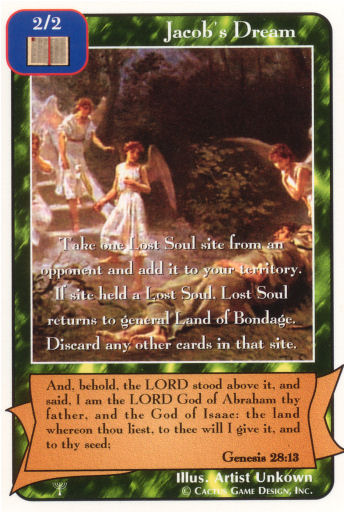 2/2
Jacob's Dream
Take one Lost Soul site from an
opponent and add it to your territory.
If site held a Lost Soul, Lost Soul
returns to general Land of Bondage.
Discard any other cards in that site.
And, behold, the LORD stood above it, and
said, I am the LORD God of Abraham thy
father, and the God of Isaac: the land
whereon thou liest, to thee will I give it, and
to thy seed;
Genesis 28:13
Illus. Artist Unkown
© Cactus Game Design, Inc.